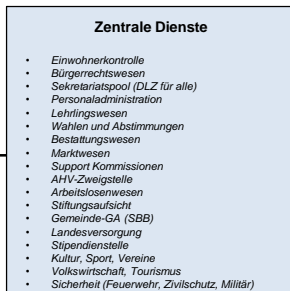 Zentrale Dienste
• Einwohnerkontrolle
• Bürgerrechtswesen
• Sekretariatspool (DLZ für alle)
• Personaladministration
• Lehrlingswesen
• Wahlen und Abstimmungen
• Bestattungswesen
• Marktwesen
• Support Kommissionen
• AHV-Zweigstelle
• Arbeitslosenwesen
• Stiftungsaufsicht
• Gemeinde-GA (SBB)
• Landesversorgung
• Stipendienstelle
• Kultur, Sport, Vereine
• Volkswirtschaft, Tourismus
• Sicherheit (Feuerwehr, Zivilschutz, Militär)